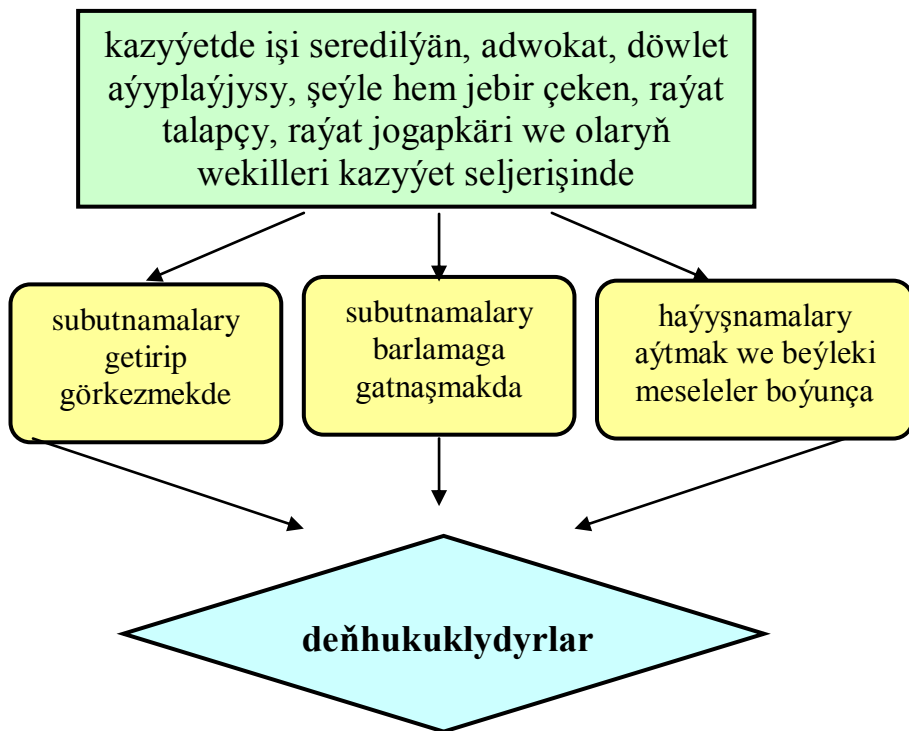 kazyýetde işi seredilýän, adwokat, döwlet
aýyplaýjysy, şeýle hem jebir çeken, raýat
talapçy, raýat jogapkäri we olaryň
wekilleri kazyýet seljerişinde
subutnamalary
getirip
görkezmekde
subutnamalary
barlamaga
gatnaşmakda
haýyşnamalary
aýtmak we beýleki
meseleler boýunça
deňhukuklydyrlar